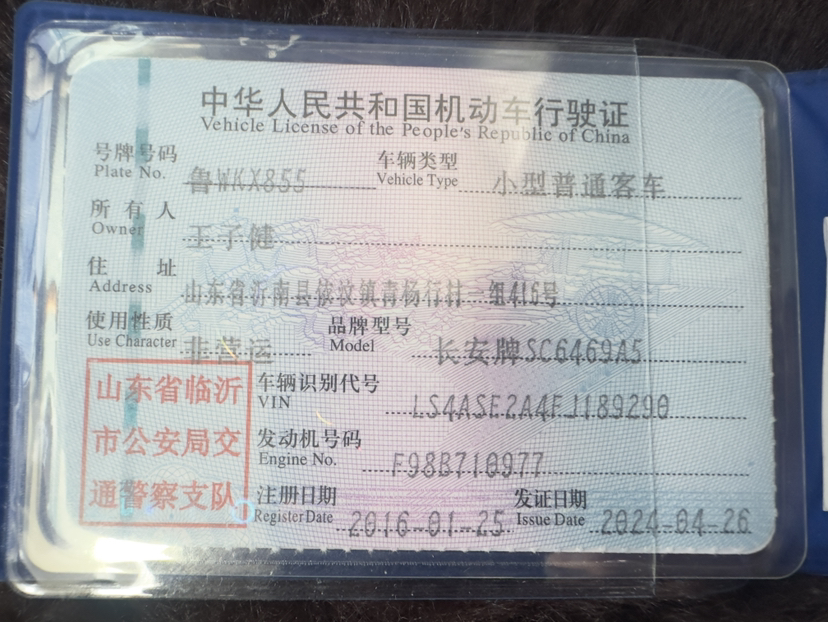 中华人民共和国机动车行驶证
Vehicle License of the People's Republic of China
号牌号码 鲁WKX855 车辆类型 小型普通客车
Plate No. Vehicle Type
所有人 王子健
Owner
住址 山东省沂南县依汶镇青杨行村一组415号
Address
使用性质 非营运 品牌型号 长安牌SC6469A5
Use Character Model
山东省临沂
市公安局交
通警察支队
车辆识别代号 LS4ASE2A4FJ189290
VIN
发动机号码 F98B710977
Engine No.
注册日期 2016-01-25 发证日期 2024-04-26
Register Date Issue Date